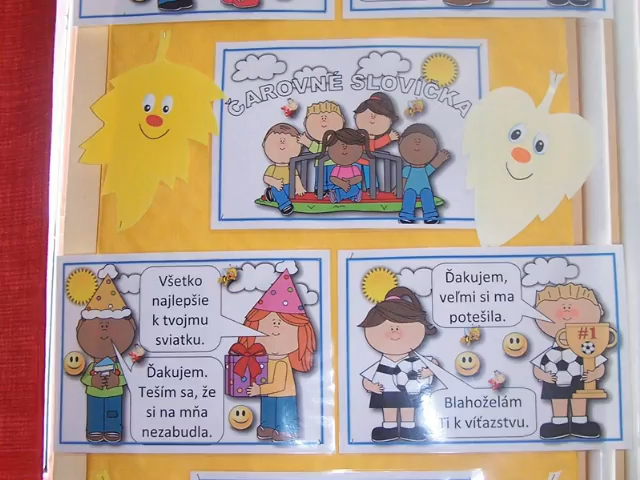 ČAROVNÉ SLOVÍČKA
Všetko
najlepšie
k tvojmu
sviatku.
Ďakujem.
Teším sa, že
si na mňa
nezabudla.
Ďakujem,
veľmi si ma
potešila.
#1
Blahoželám
Ti k víťazstvu.